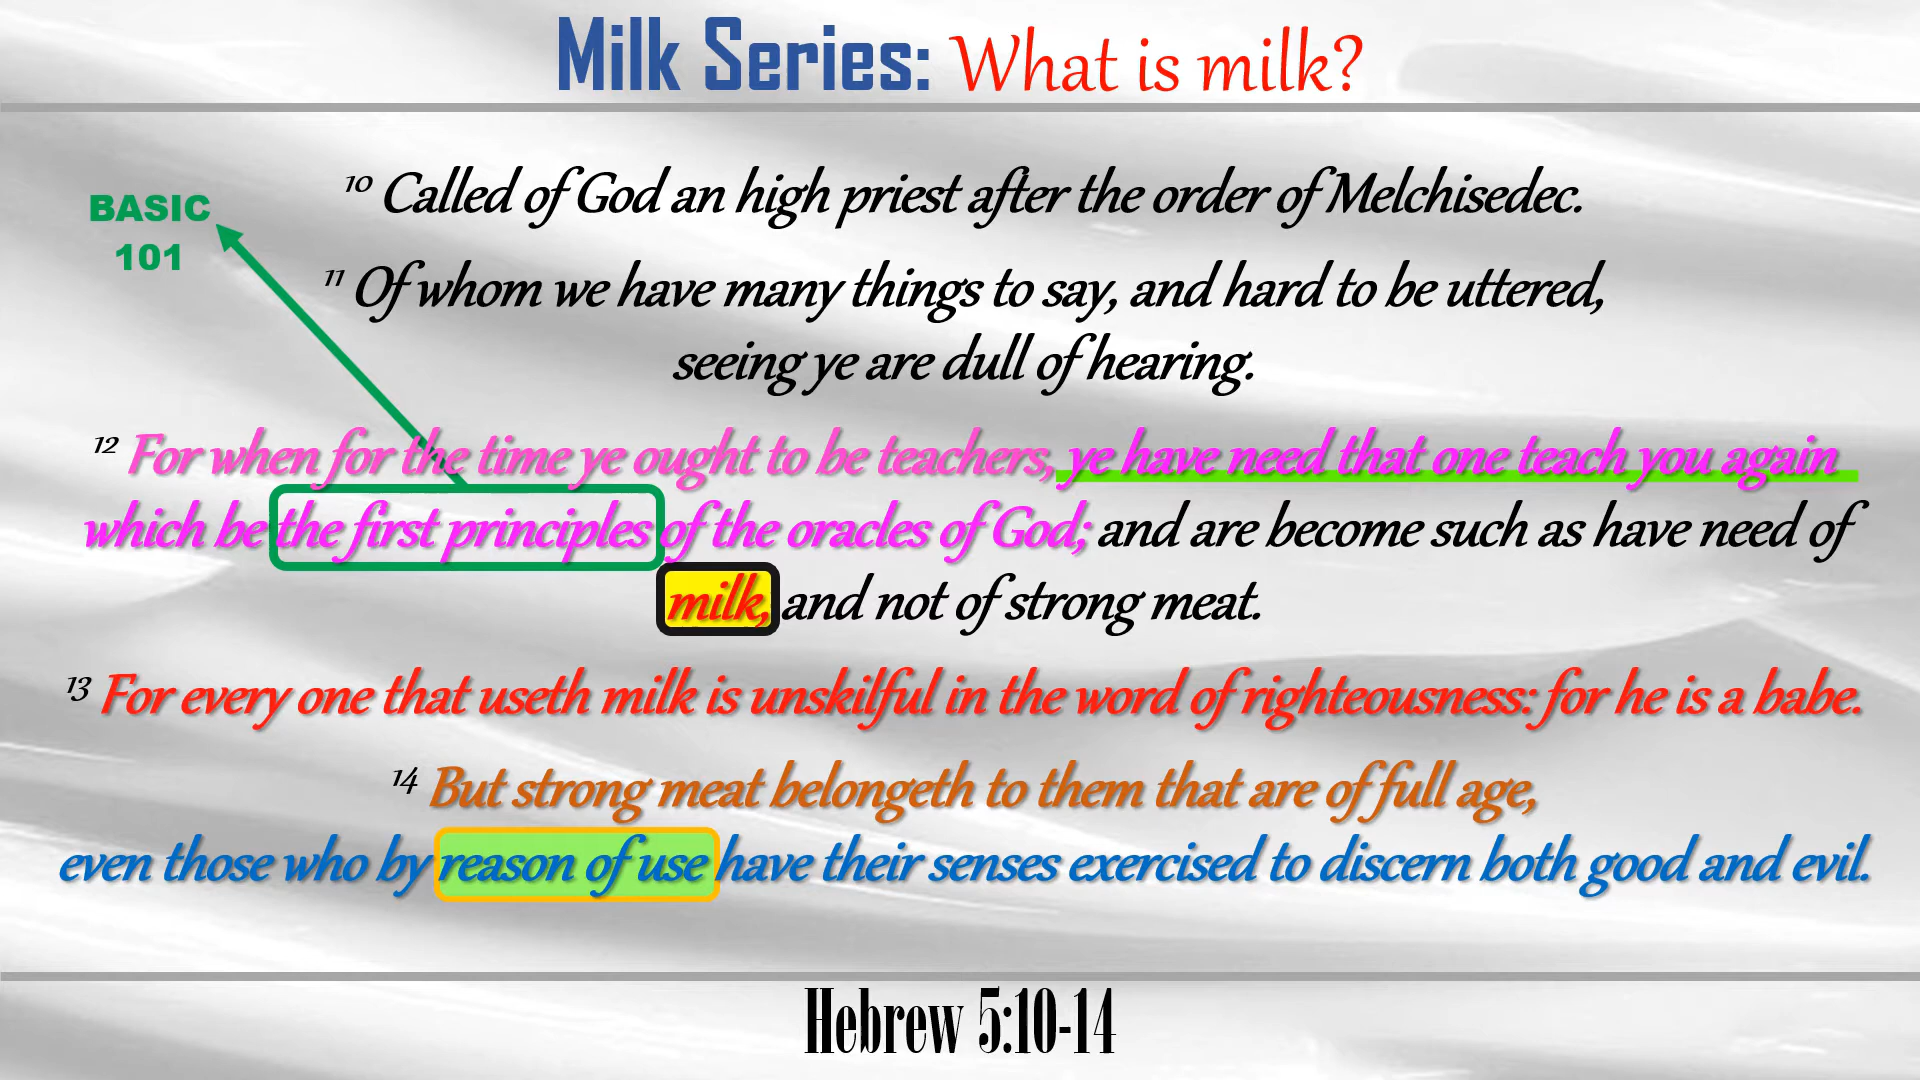 Milk Series: What is milk?
BASIC
101
10 Called of God an high priest after the order of Melchisedec.
11 Of whom we have many things to say, and hard to be uttered,
seeing ye are dull of hearing.
12 For when for the time ye ought to be teachers, ye have need that one teach you again
which be the first principles of the oracles of God; and are become such as have need of
milk, and not of strong meat.
13 For every one that useth milk is unskilful in the word of righteousness: for he is a babe.
14 But strong meat belongeth to them that are of full age,
even those who by reason of use have their senses exercised to discern both good and evil.
Hebrew 5:10-14